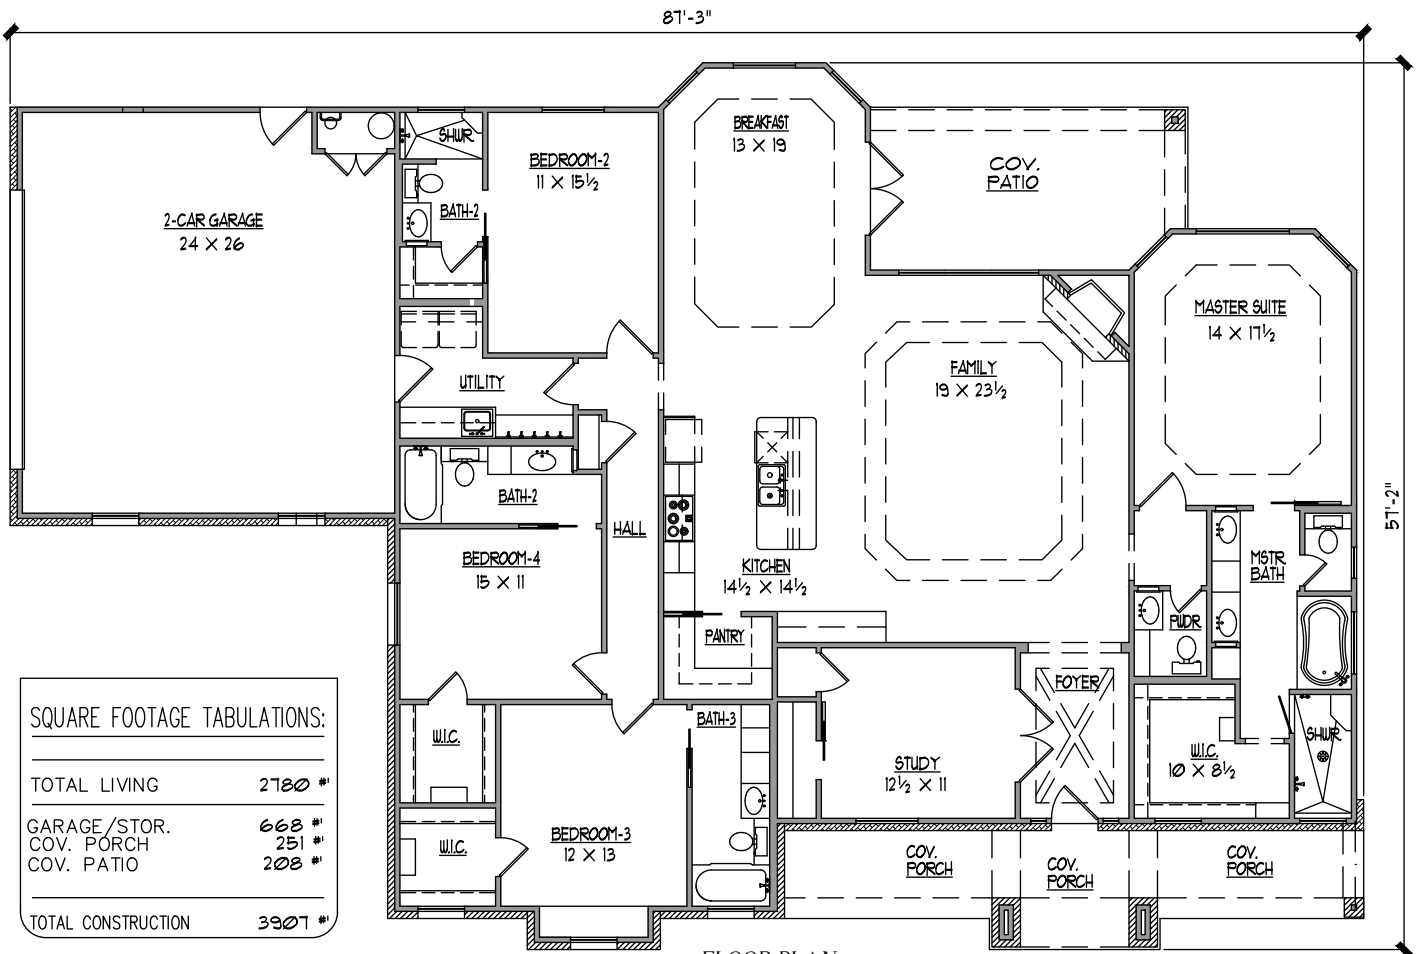 87'-3"
BREAKFAST
13 X 19
SHWR
BEDROOM-2
11 X 15½
COV.
PATIO
2-CAR GARAGE
24 X 26
BATH-2
MASTER SUITE
14 X 17½
UTILITY
FAMILY
19 X 23½
BATH-2
HALL
57'-2"
BEDROOM-4
15 X 11
KITCHEN
14½ X 14½
MSTR
BATH
PANTRY
PWDR
FOYER
SQUARE FOOTAGE TABULATIONS:
TOTAL LIVING 2780 #'
GARAGE/STOR. 668 #'
COV. PORCH 251 #'
COV. PATIO 208 #'
TOTAL CONSTRUCTION 3907 #'
W.I.C.
BATH-3
STUDY
12½ X 11
W.I.C.
10 X 8½
SHWR
W.I.C.
BEDROOM-3
12 X 13
COV.
PORCH
COV.
PORCH
COV.
PORCH
FLOOR PLAN